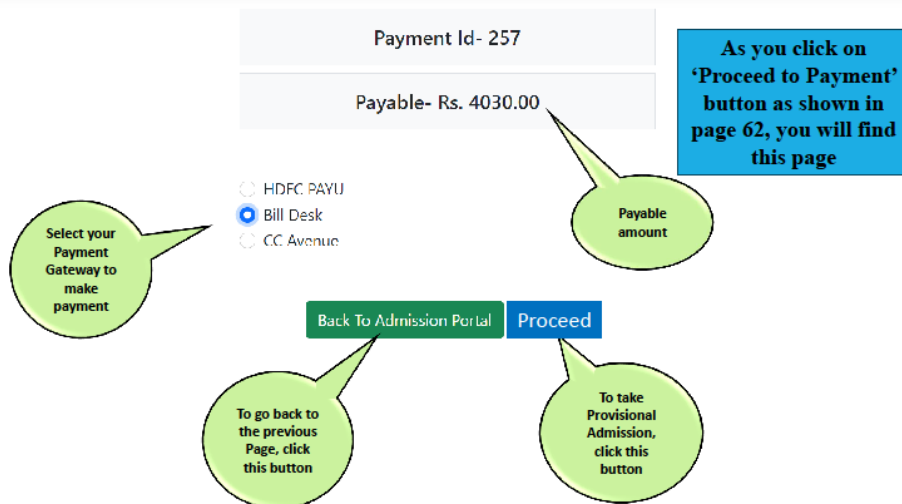 Payment Id- 257
Payable- Rs. 4030.00
As you click on
‘Proceed to Payment’
button as shown in
page 62, you will find
this page
HDFC PAYU
Bill Desk
CC Avenue
Select your
Payment
Gateway to
make
payment
Payable
amount
Back To Admission Portal
Proceed
To go back to
the previous
Page, click
this button
To take
Provisional
Admission,
click this
button